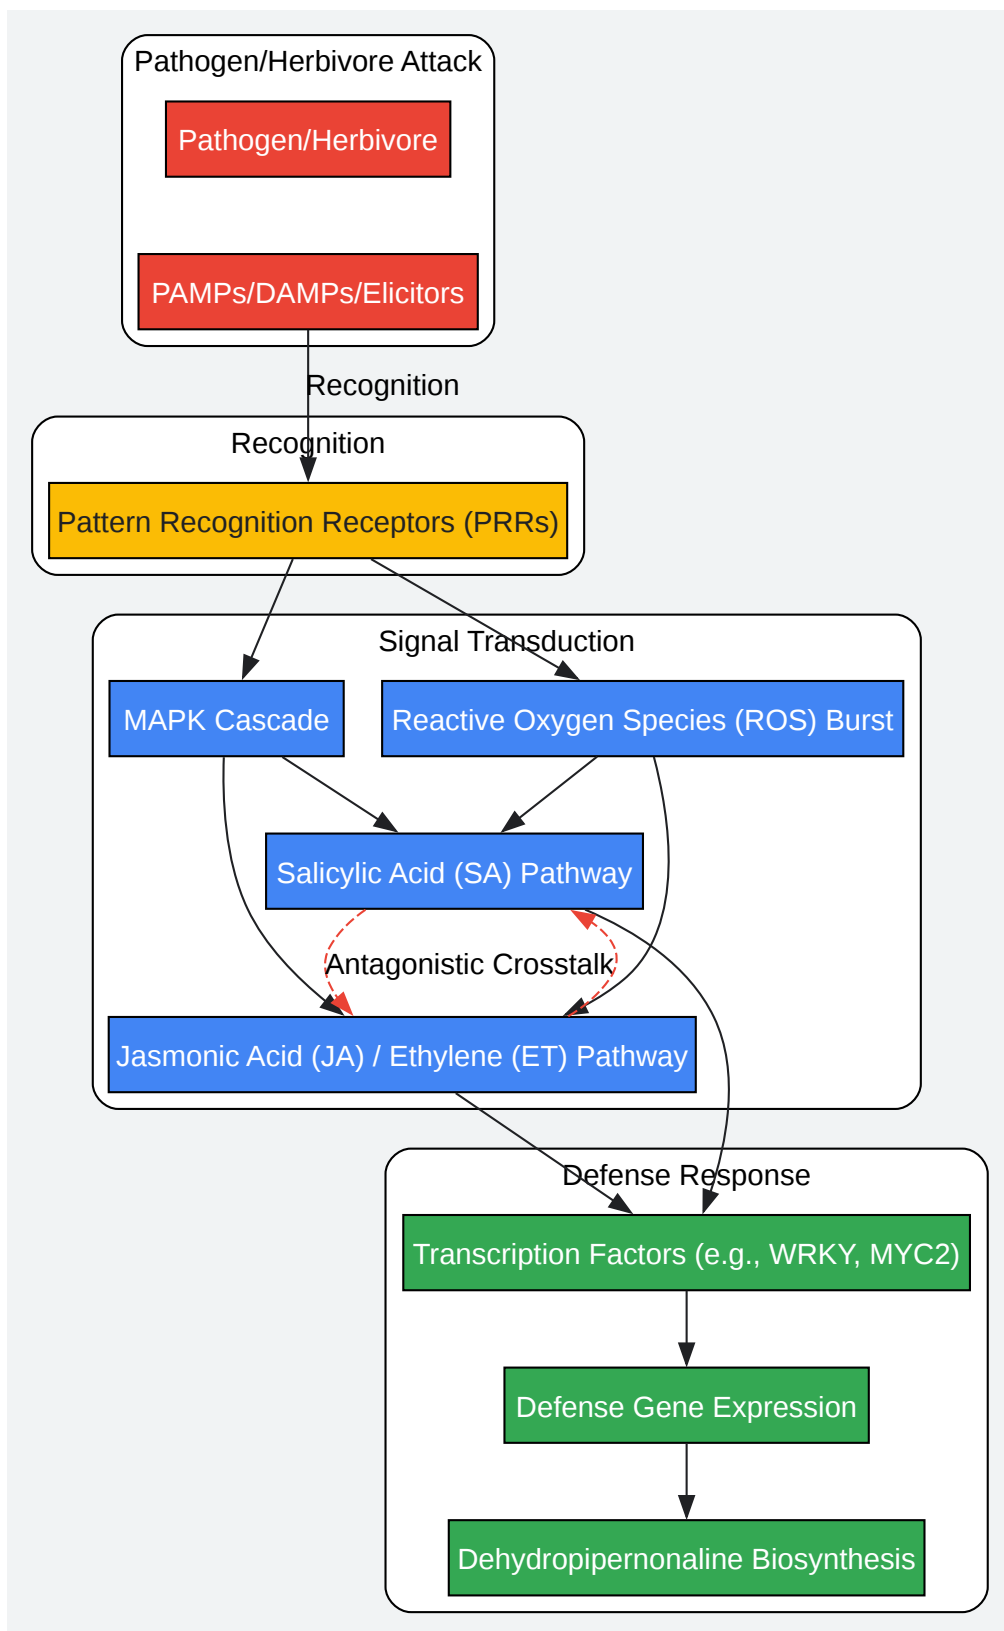 Pathogen/Herbivore Attack
Pathogen/Herbivore
PAMPs/DAMPs/Elicitors
Recognition
Recognition
Pattern Recognition Receptors (PRRs)
Signal Transduction
MAPK Cascade
Reactive Oxygen Species (ROS) Burst
Salicylic Acid (SA) Pathway
Antagonistic Crosstalk
Jasmonic Acid (JA) / Ethylene (ET) Pathway
Defense Response
Transcription Factors (e.g., WRKY, MYC2)
Defense Gene Expression
Dehydropipernonaline Biosynthesis